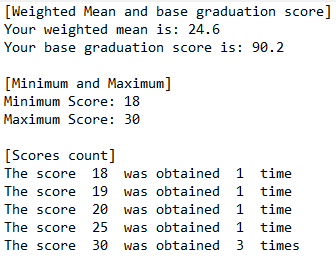 [Weighted Mean and base graduation score]
Your weighted mean is: 24.6
Your base graduation score is: 90.2
[Minimum and Maximum]
Minimum Score: 18
Maximum Score: 30
[Scores count]
The score  18  was obtained  1  time
The score  19  was obtained  1  time
The score  20  was obtained  1  time
The score  25  was obtained  1  time
The score  30  was obtained  3  times